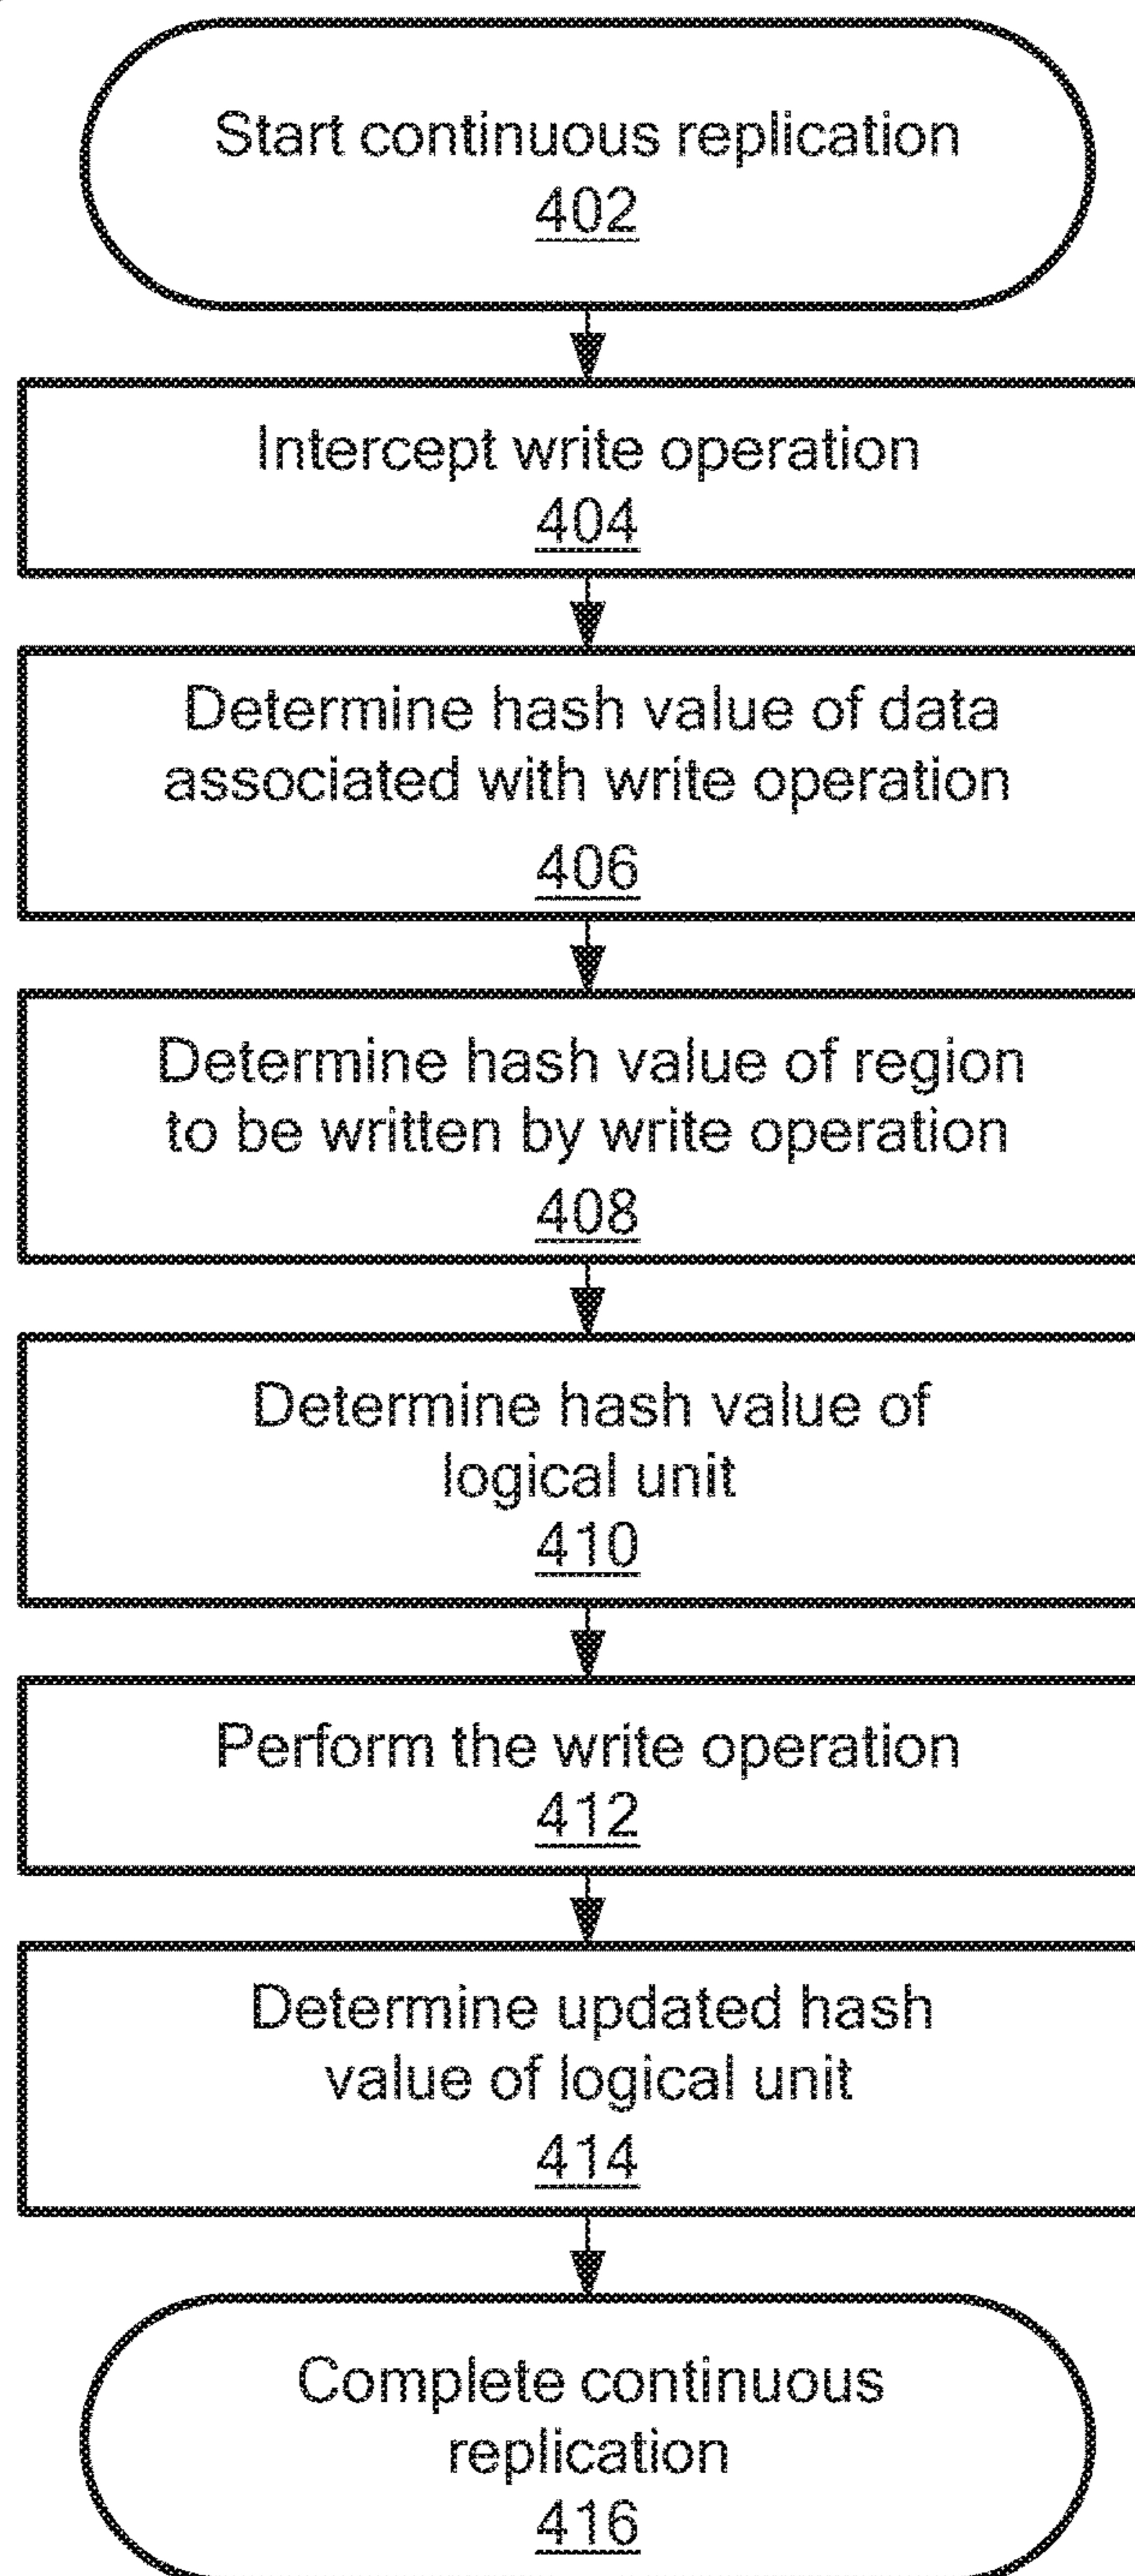 Start continuous replication
402
Intercept write operation
404
Determine hash value of data
associated with write operation
406
Determine hash value of region
to be written by write operation
408
Determine hash value of
logical unit
410
Perform the write operation
412
Determine updated hash
value of logical unit
414
Complete continuous
replication
416